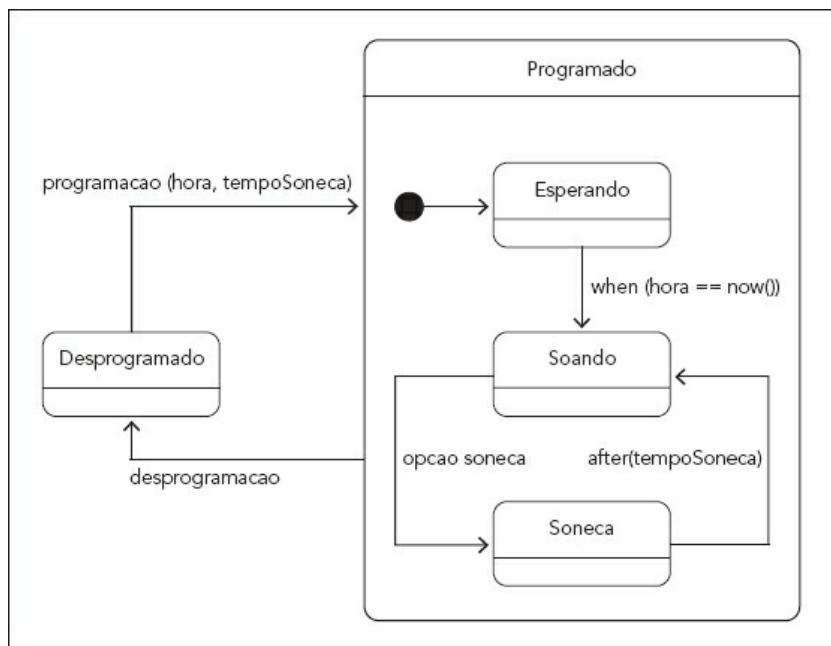 Programado
programacao (hora, tempoSoneca)
Esperando
when (hora == now())
Desprogramado
Soando
opcao soneca
after(tempoSoneca)
desprogramacao
Soneca